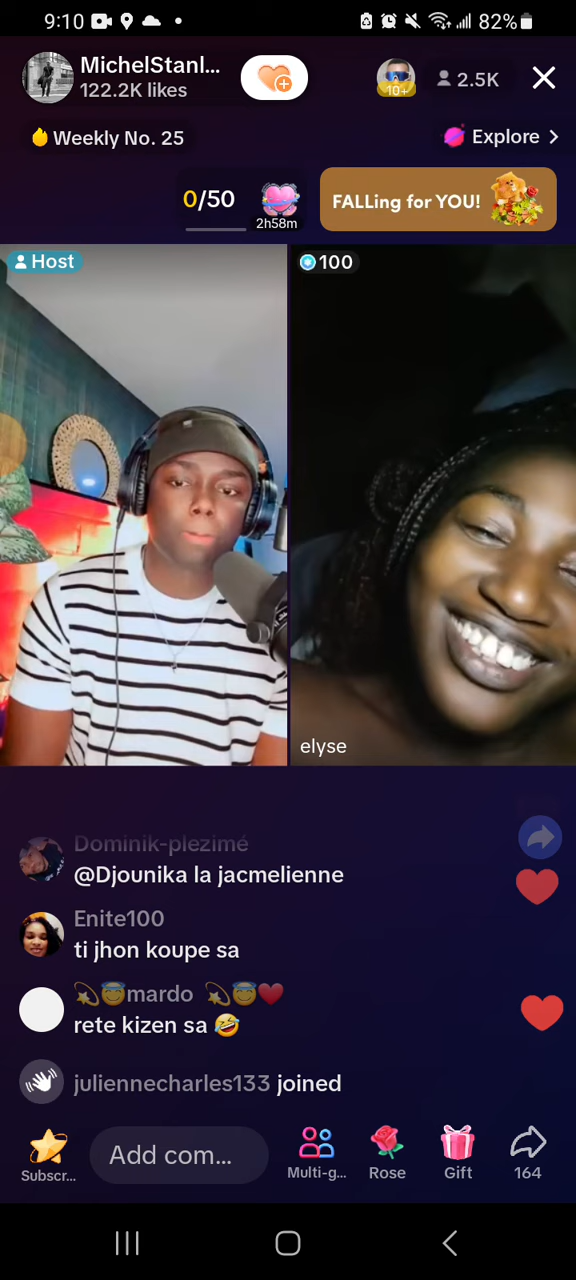 9:10
82%
MichelStanl...
122.2K likes
10+
2.5K
Weekly No. 25
Explore
0/50
2h58m
FALLing for YOU!
Host
100
elyse
Dominik-plezimé
@Djounika la jacmelienne
Enite100
ti jhon koupe sa
💫😇mardo 💫😇❤️
rete kizen sa 🤣
juliennecharles133 joined
Subscr...
Add com...
Multi-g...
Rose
Gift
164